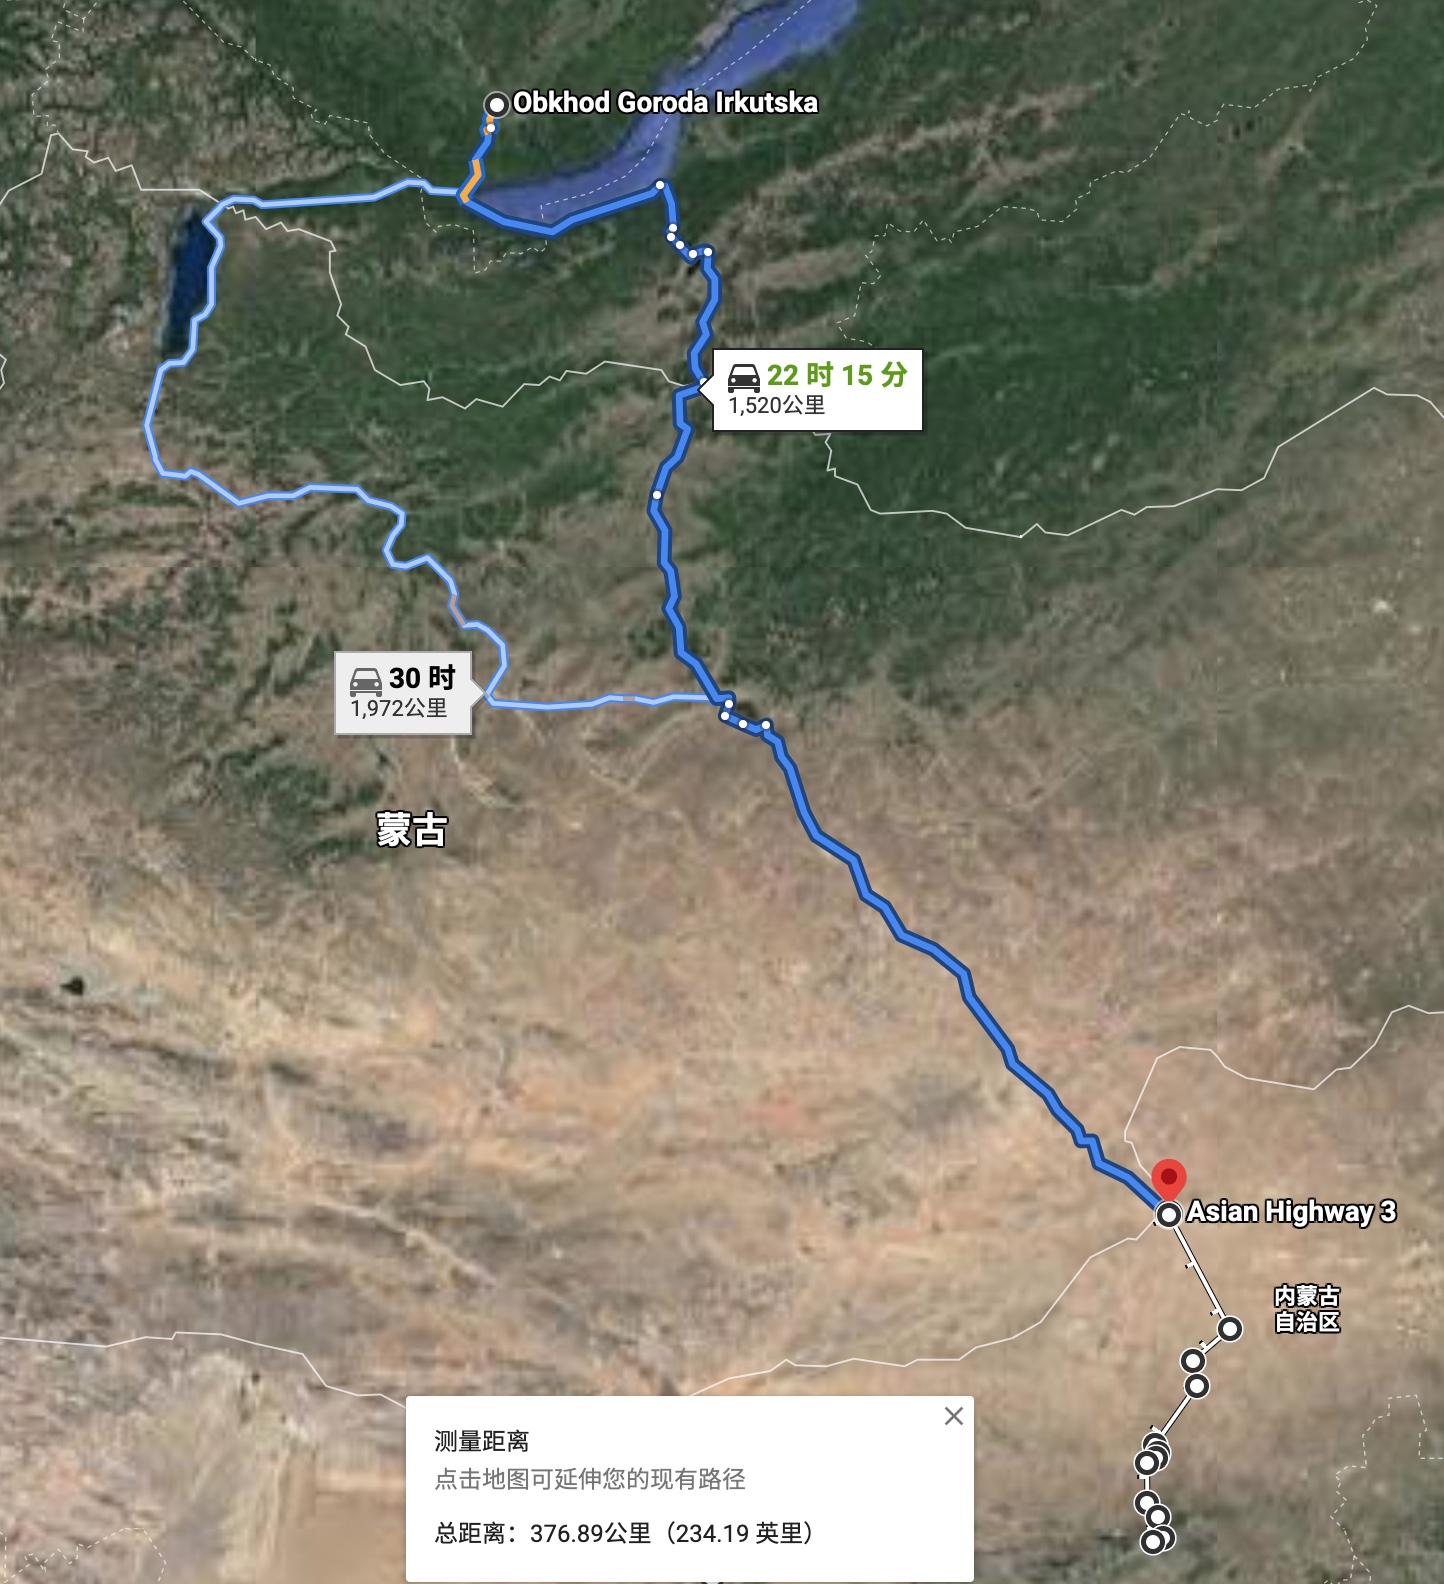 Obkhod Goroda Irkutska
22 时 15 分
1,520公里
30 时
1,972公里
蒙古
Asian Highway 3
内蒙古
自治区
测量距离
点击地图可延伸您的现有路径
总距离：376.89公里（234.19 英里）